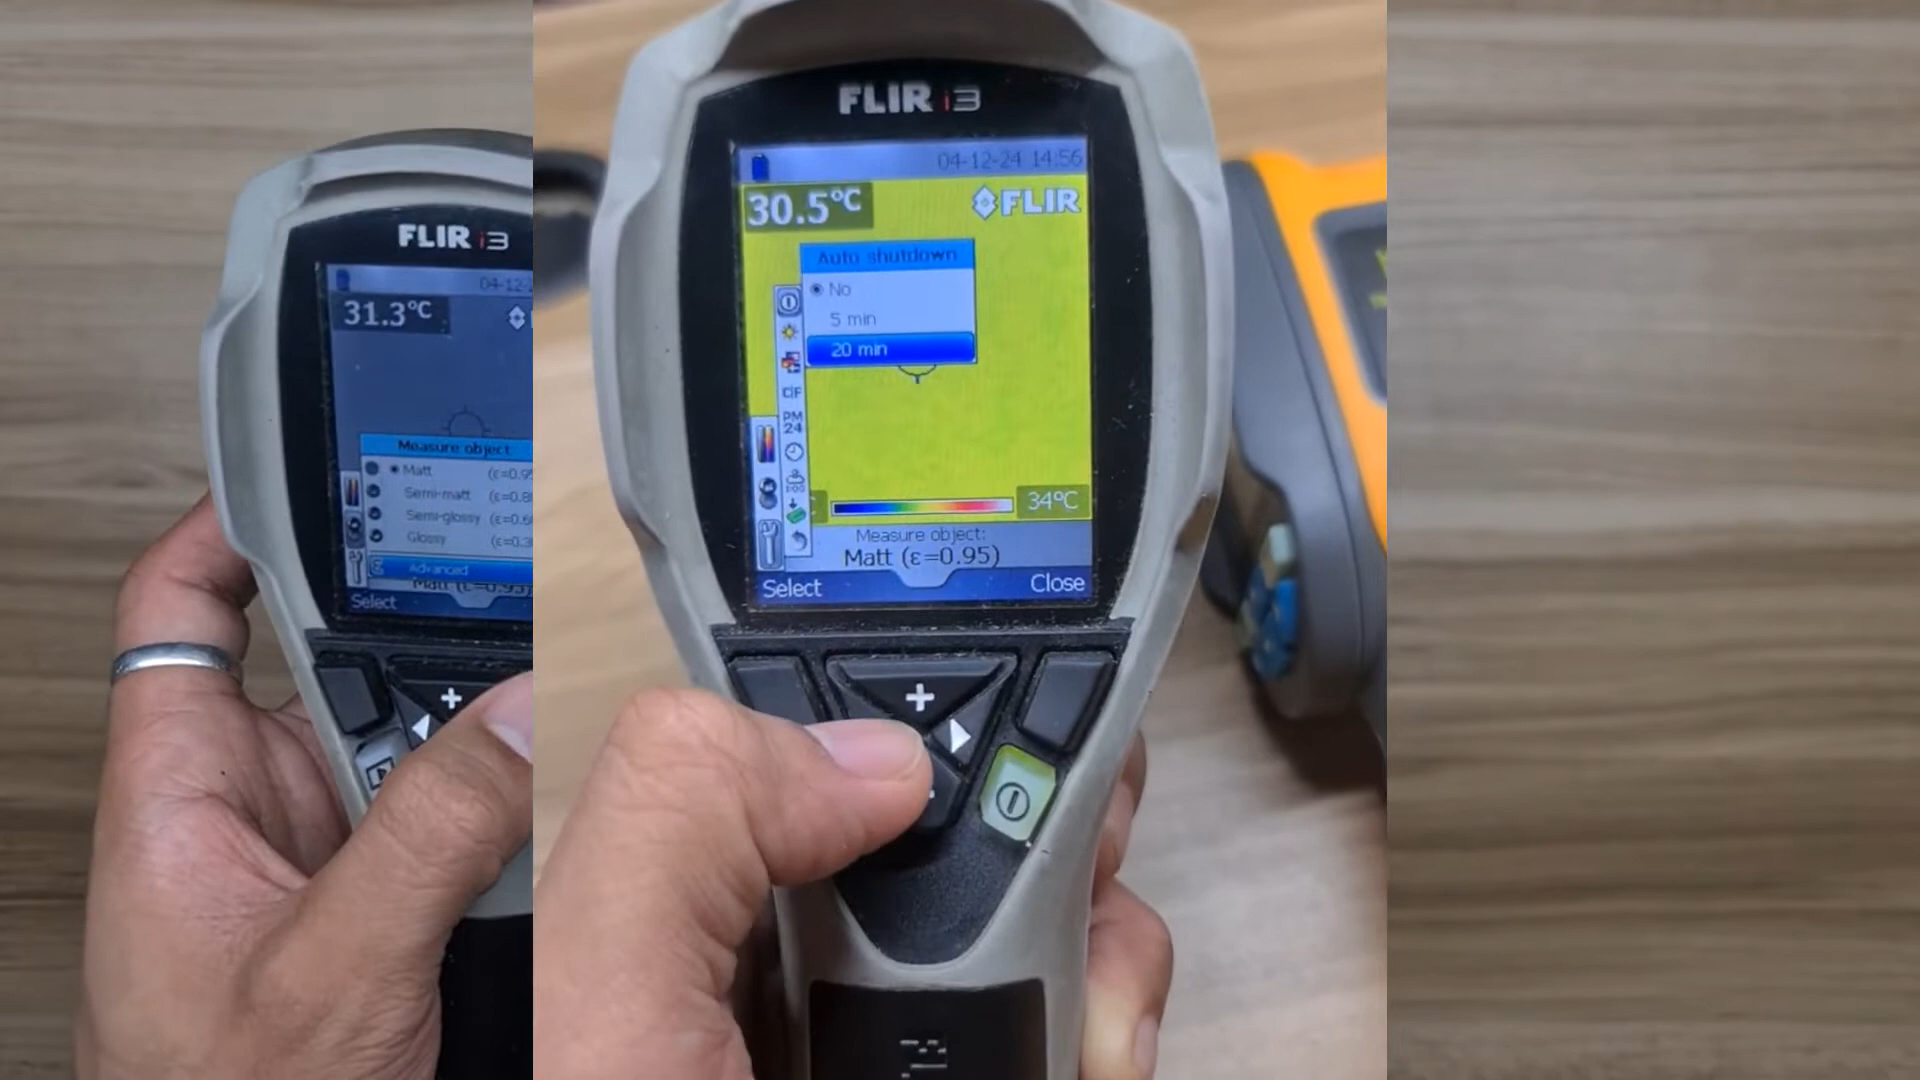 FLIR i3
31.3°C
Measure object
Matt
Semi-matt
Semi-glossy
Glossy
Advanced
Select
+
FLIR i3
04-12-24 14:56
30.5°C
FLIR
Auto shutdown
No
5 min
20 min
PM
24
34°C
Measure object:
Matt (ε=0.95)
Select
Close
+